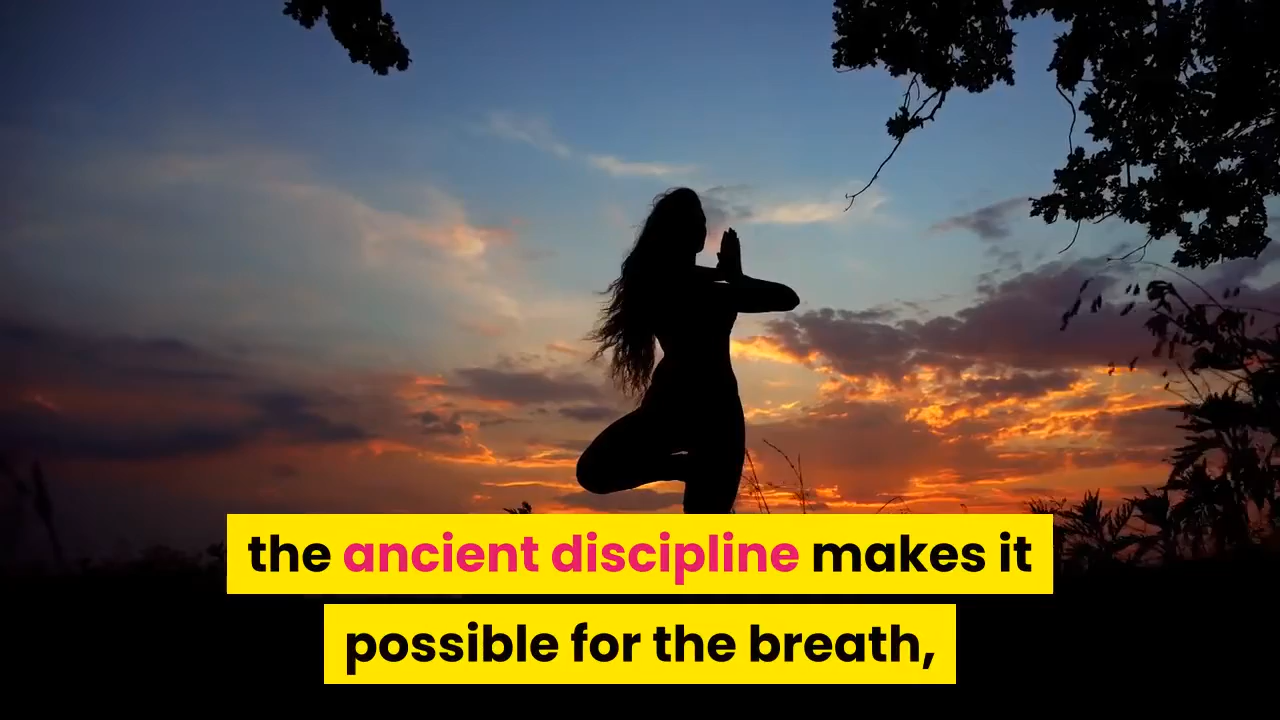 the ancient discipline makes it
possible for the breath,